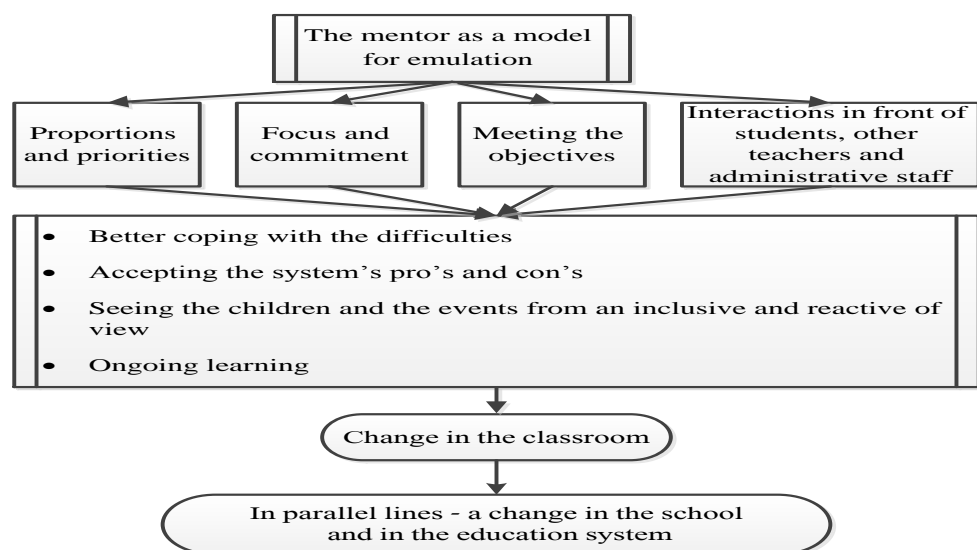 The mentor as a model
for emulation
Proportions
and priorities
Focus and
commitment
Meeting the
objectives
Interactions in front of
students, other
teachers and
administrative staff
• Better coping with the difficulties
• Accepting the system's pro's and con's
• Seeing the children and the events from an inclusive and reactive of
view
• Ongoing learning
Change in the classroom
In parallel lines - a change in the school
and in the education system